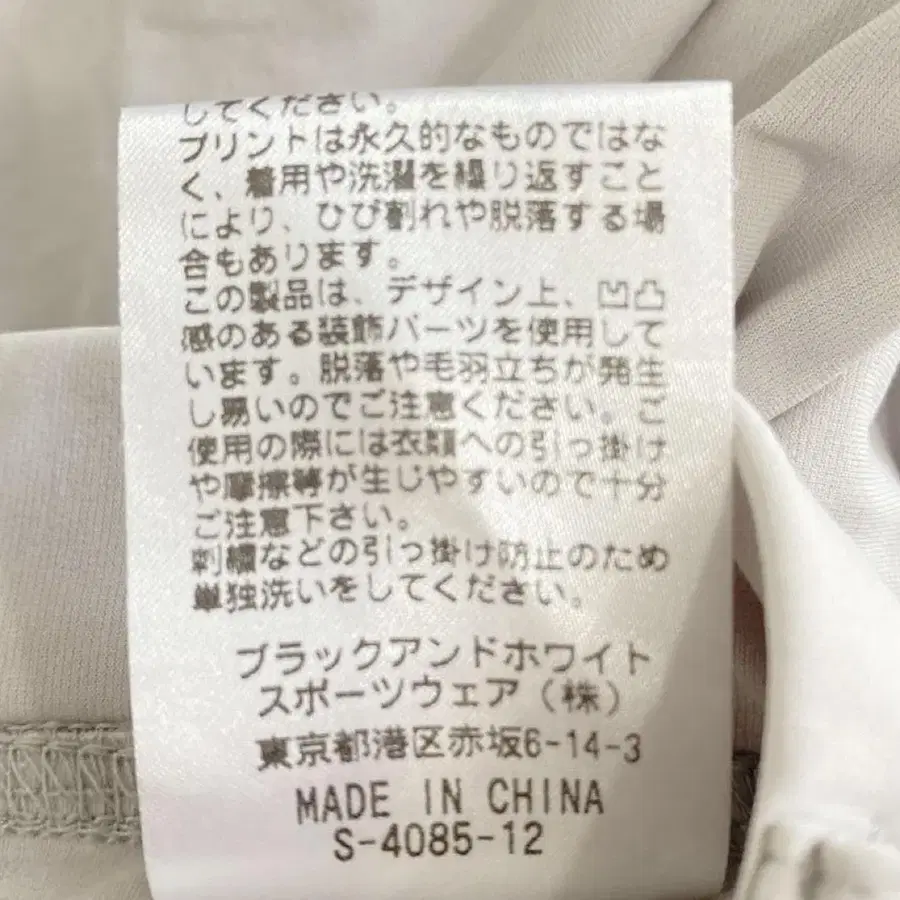 してください。
プリントは永久的なものではな
く、着用や洗濯を繰り返すこと
により、ひび割れや脱落する場
合もあります。
この製品は、デザイン上、凹凸
感のある装飾パーツを使用して
います。脱落や毛羽立ちが発生
し易いのでご注意ください。ご
使用の際には衣類への引っ掛け
や摩擦等が生じやすいので十分
ご注意下さい。
刺繍などの引っ掛け防止のため
単独洗いをしてください。
ブラックアンドホワイト
スポーツウェア(株)
東京都港区赤坂6-14-3
MADE IN CHINA
S-4085-12